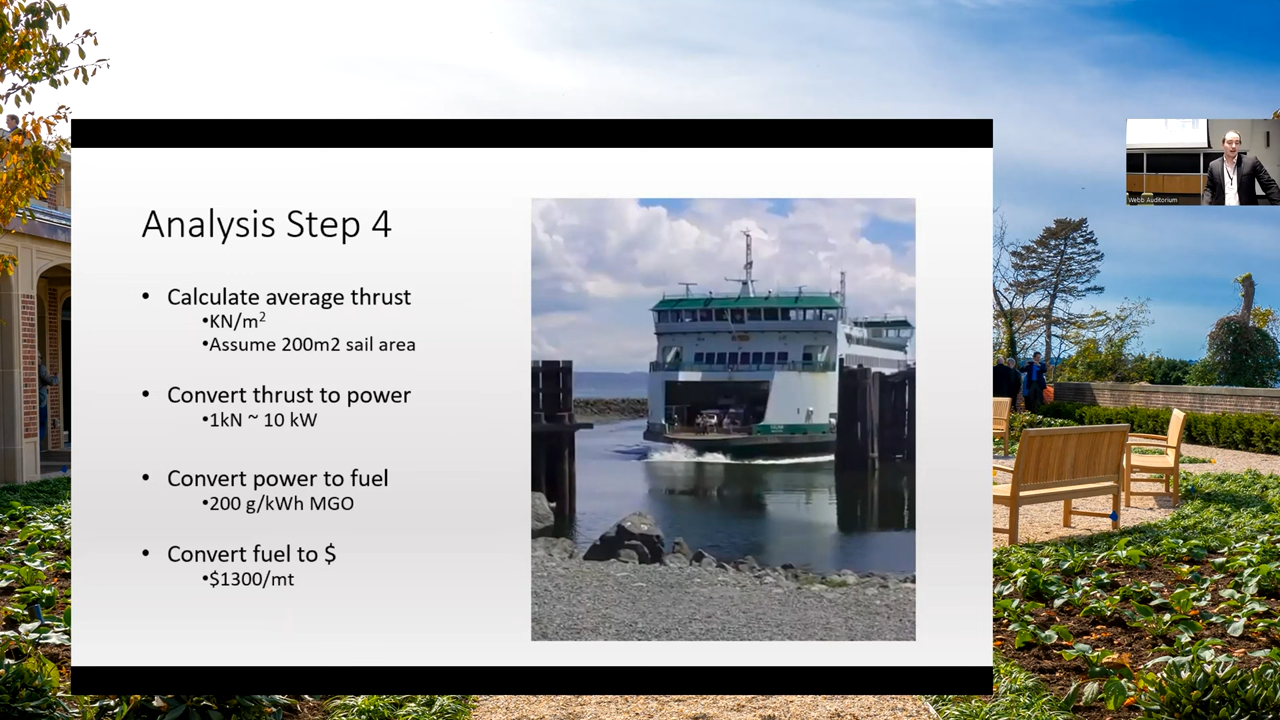 Analysis Step 4
• Calculate average thrust
•KN/m²
•Assume 200m2 sail area
• Convert thrust to power
•1kN ~ 10 kW
• Convert power to fuel
•200 g/kWh MGO
• Convert fuel to $
•$1300/mt
Webb Auditorium